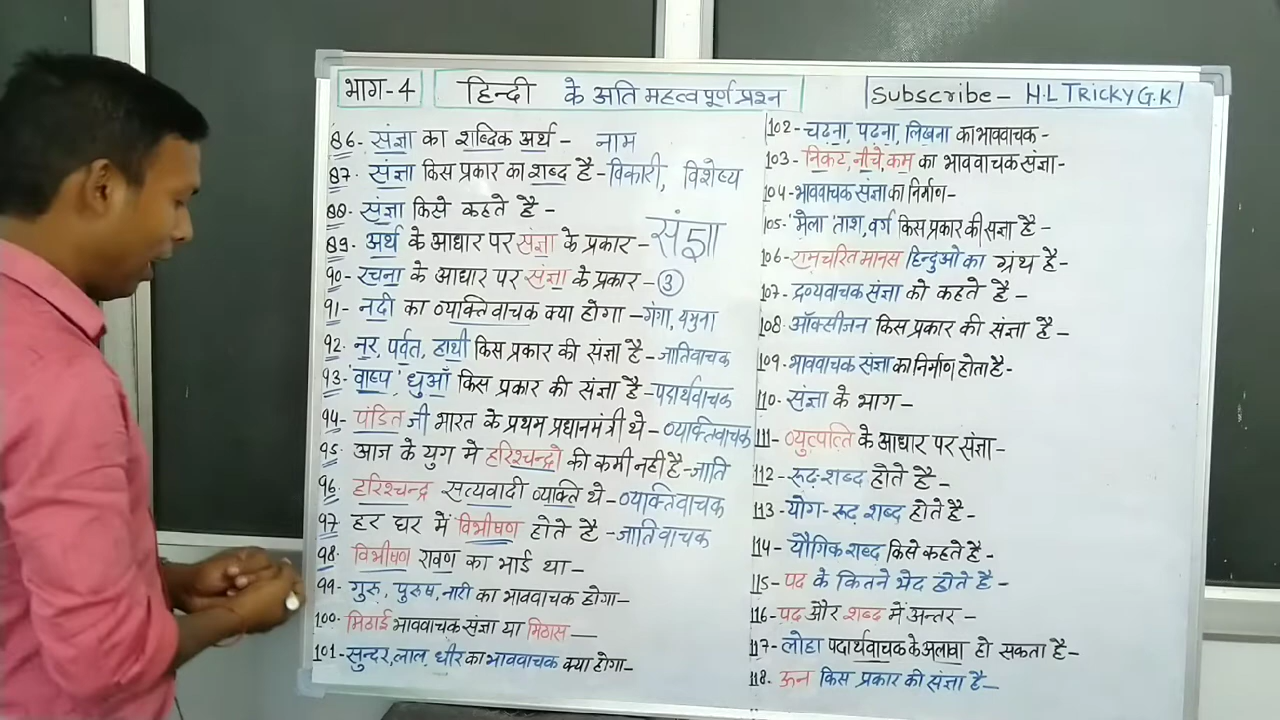 भाग-4
हिन्दी के अति महत्वपूर्ण प्रश्न
Subscribe - H.L TRICKY G.K
86- संज्ञा का शब्दिक अर्थ - नाम
87- संज्ञा किस प्रकार का शब्द है - विकारी, विशेष्य
88- संज्ञा किसे कहते है -
संज्ञा
89- अर्थ के आधार पर संज्ञा के प्रकार -
90- रचना के आधार पर संज्ञा के प्रकार - ③
91- नदी का व्यक्तिवाचक क्या होगा - गंगा, यमुना
92- नर, पर्वत, हाथी किस प्रकार की संज्ञा है - जातिवाचक
93- 'वाष्प' धुआँ किस प्रकार की संज्ञा है - पदार्थवाचक
94- पंडित जी भारत के प्रथम प्रधानमंत्री थे - व्यक्तिवाचक
95- आज के युग मे हरिश्चन्द्रो की कमी नही है - जाति
96- हरिश्चन्द्र सत्यवादी व्यक्ति थे - व्यक्तिवाचक
97 हर घर में विभीषण होते है - जातिवाचक
98- विभीषण रावण का भाई था -
99- गुरू, पुरूष, नारी का भाववाचक होगा -
100- मिठाई भाववाचक संज्ञा या मिठास —
101- सुन्दर, लाल, धीर का भाववाचक क्या होगा -
102- चढना, पढना, लिखना का भाववाचक -
103- निकट, नीचे, कम का भाववाचक संज्ञा -
104- भाववाचक संज्ञा का निर्माण -
105- 'मेला' ताश, वर्ग किस प्रकार की संज्ञा है -
106- रामचरित मानस हिन्दुओ का ग्रंथ है -
107- द्रव्यवाचक संज्ञा को कहते है -
108- ऑक्सीजन किस प्रकार की संज्ञा है -
109- भाववाचक संज्ञा का निर्माण होता है -
110- संज्ञा के भाग -
111- व्युत्पत्ति के आधार पर संज्ञा -
112- रूढ़-शब्द होते है -
113- योग-रूढ़ शब्द होते है -
114- यौगिक शब्द किसे कहते है -
115- पद के कितने भेद होते है -
116- पद और शब्द में अन्तर -
117- लोहा पदार्थवाचक के अलावा हो सकता है -
118. ऊन किस प्रकार की संज्ञा है -